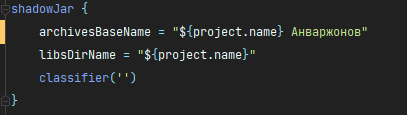 shadowJar {
archivesBaseName = "${project.name} Анваржонов"
libsDirName = "${project.name}"
classifier('')
}